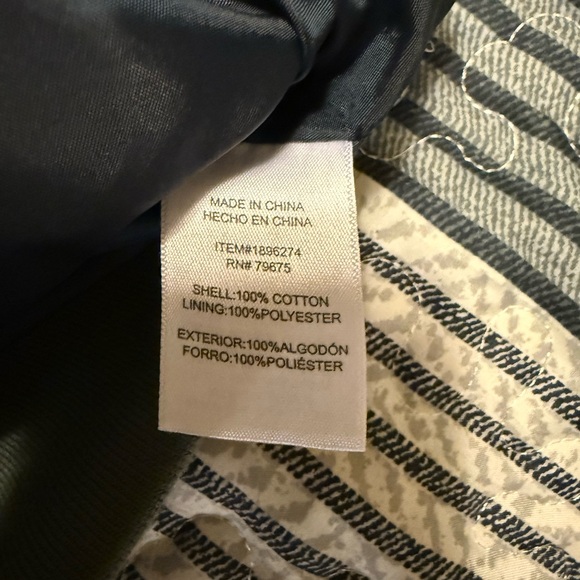 MADE IN CHINA
HECHO EN CHINA
ITEM#1896274
RN# 79675
SHELL:100% COTTON
LINING:100%POLYESTER
EXTERIOR:100%ALGODÓN
FORRO:100%POLIÉSTER